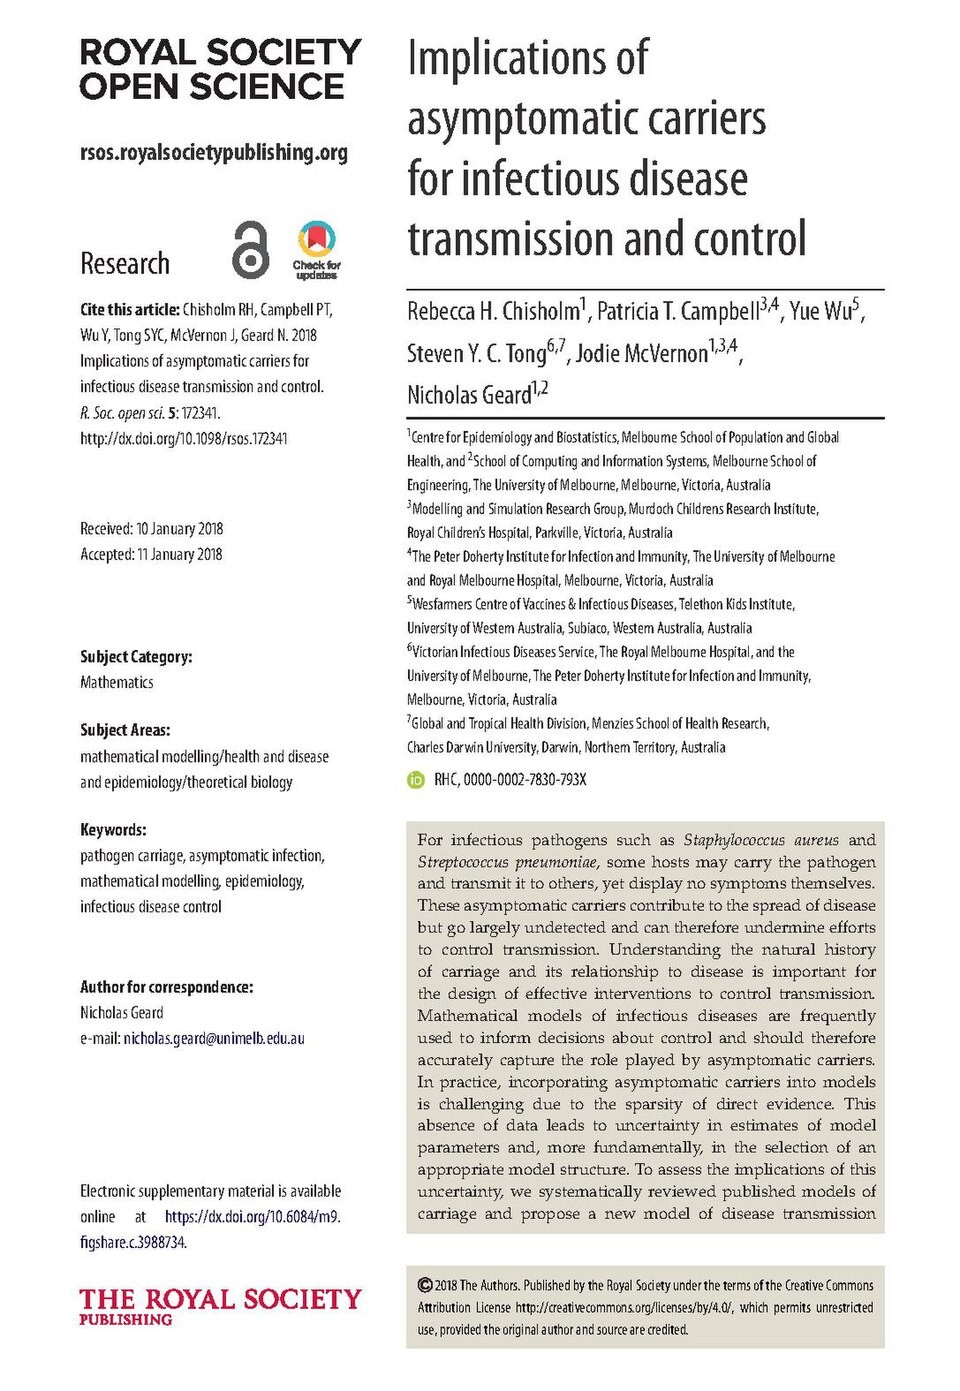 ROYAL SOCIETY
OPEN SCIENCE
rsos.royalsocietypublishing.org
Research
Check for
updates
Cite this article: Chisholm RH, Campbell PT,
Wu Y, Tong SYC, McVernon J, Geard N. 2018
Implications of asymptomatic carriers for
infectious disease transmission and control.
R. Soc. open sci. 5: 172341.
http://dx.doi.org/10.1098/rsos.172341
Received: 10 January 2018
Accepted: 11 January 2018
Subject Category:
Mathematics
Subject Areas:
mathematical modelling/health and disease
and epidemiology/theoretical biology
Keywords:
pathogen carriage, asymptomatic infection,
mathematical modelling, epidemiology,
infectious disease control
Author for correspondence:
Nicholas Geard
e-mail: nicholas.geard@unimelb.edu.au
Electronic supplementary material is available
online at https://dx.doi.org/10.6084/m9.
figshare.c.3988734.
THE ROYAL SOCIETY
PUBLISHING
Implications of
asymptomatic carriers
for infectious disease
transmission and control
Rebecca H. Chisholm1, Patricia T. Campbell3,4, Yue Wu5,
Steven Y. C. Tong6,7, Jodie McVernon1,3,4,
Nicholas Geard1,2
1Centre for Epidemiology and Biostatistics, Melbourne School of Population and Global
Health, and 2School of Computing and Information Systems, Melbourne School of
Engineering, The University of Melbourne, Melbourne, Victoria, Australia
3Modelling and Simulation Research Group, Murdoch Childrens Research Institute,
Royal Children's Hospital, Parkville, Victoria, Australia
4The Peter Doherty Institute for Infection and Immunity, The University of Melbourne
and Royal Melbourne Hospital, Melbourne, Victoria, Australia
5Wesfarmers Centre of Vaccines & Infectious Diseases, Telethon Kids Institute,
University of Western Australia, Subiaco, Western Australia, Australia
6Victorian Infectious Diseases Service, The Royal Melbourne Hospital, and the
University of Melbourne, The Peter Doherty Institute for Infection and Immunity,
Melbourne, Victoria, Australia
7Global and Tropical Health Division, Menzies School of Health Research,
Charles Darwin University, Darwin, Northern Territory, Australia
iD RHC, 0000-0002-7830-793X
For infectious pathogens such as Staphylococcus aureus and
Streptococcus pneumoniae, some hosts may carry the pathogen
and transmit it to others, yet display no symptoms themselves.
These asymptomatic carriers contribute to the spread of disease
but go largely undetected and can therefore undermine efforts
to control transmission. Understanding the natural history
of carriage and its relationship to disease is important for
the design of effective interventions to control transmission.
Mathematical models of infectious diseases are frequently
used to inform decisions about control and should therefore
accurately capture the role played by asymptomatic carriers.
In practice, incorporating asymptomatic carriers into models
is challenging due to the sparsity of direct evidence. This
absence of data leads to uncertainty in estimates of model
parameters and, more fundamentally, in the selection of an
appropriate model structure. To assess the implications of this
uncertainty, we systematically reviewed published models of
carriage and propose a new model of disease transmission
© 2018 The Authors. Published by the Royal Society under the terms of the Creative Commons
Attribution License http://creativecommons.org/licenses/by/4.0/, which permits unrestricted
use, provided the original author and source are credited.